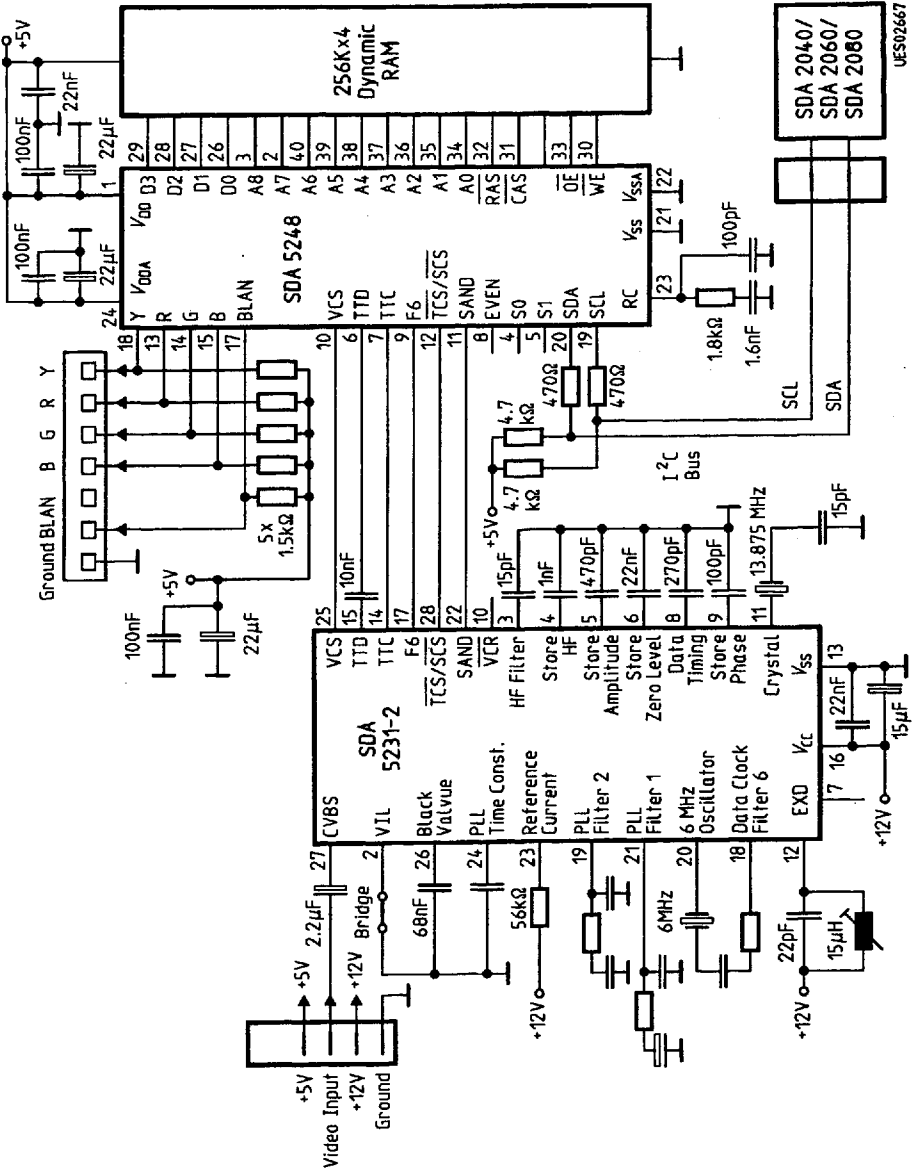 +5V
22nF
100nF
22µF
100nF
22µF
256Kx4
Dynamic
RAM
29
28
27
26
3
2
40
39
38
37
36
35
34
32
31
33
30
1
24
VDD
VDDA
D3
D2
D1
D0
A8
A7
A6
A5
A4
A3
A2
A1
A0
RAS
CAS
OE
WE
SDA 5248
Y
R
G
B
BLAN
VCS
TTD
TTC
F6
TCS/SCS
SAND
EVEN
S0
S1
SDA
SCL
RC
VSS
VSSA
18
13
14
15
17
10
6
7
9
12
11
8
4
5
20
19
23
21
22
100pF
1.8kΩ
1.6nF
SDA 2040/
SDA 2060/
SDA 2080
SCL
SDA
UES02667
Ground
BLAN
B
G
R
Y
5x
1.5kΩ
+5V
100nF
22µF
10nF
470Ω
470Ω
4.7
kΩ
4.7
kΩ
+5V
I²C
Bus
25
15
14
17
28
22
10
3
4
5
6
8
9
11
15pF
1nF
470pF
22nF
270pF
100pF
13.875 MHz
15pF
SDA
5231-2
VCS
TTD
TTC
F6
TCS/SCS
SAND
VCR
HF Filter
Store
HF
Store
Amplitude
Store
Zero Level
Data
Timing
Store
Phase
Crystal
VSS
13
VCC
16
EXD
7
22nF
15µF
+12V
CVBS
VIL
Black
Valvue
PLL
Time Const.
Reference
Current
PLL
Filter 2
PLL
Filter 1
6 MHz
Oscillator
Data Clock
Filter 6
27
2
26
24
23
19
21
20
18
12
2.2µF
Bridge
68nF
56kΩ
+12V
6MHz
22pF
15µH
+12V
+5V
+12V
+5V
Video Input
+12V
Ground